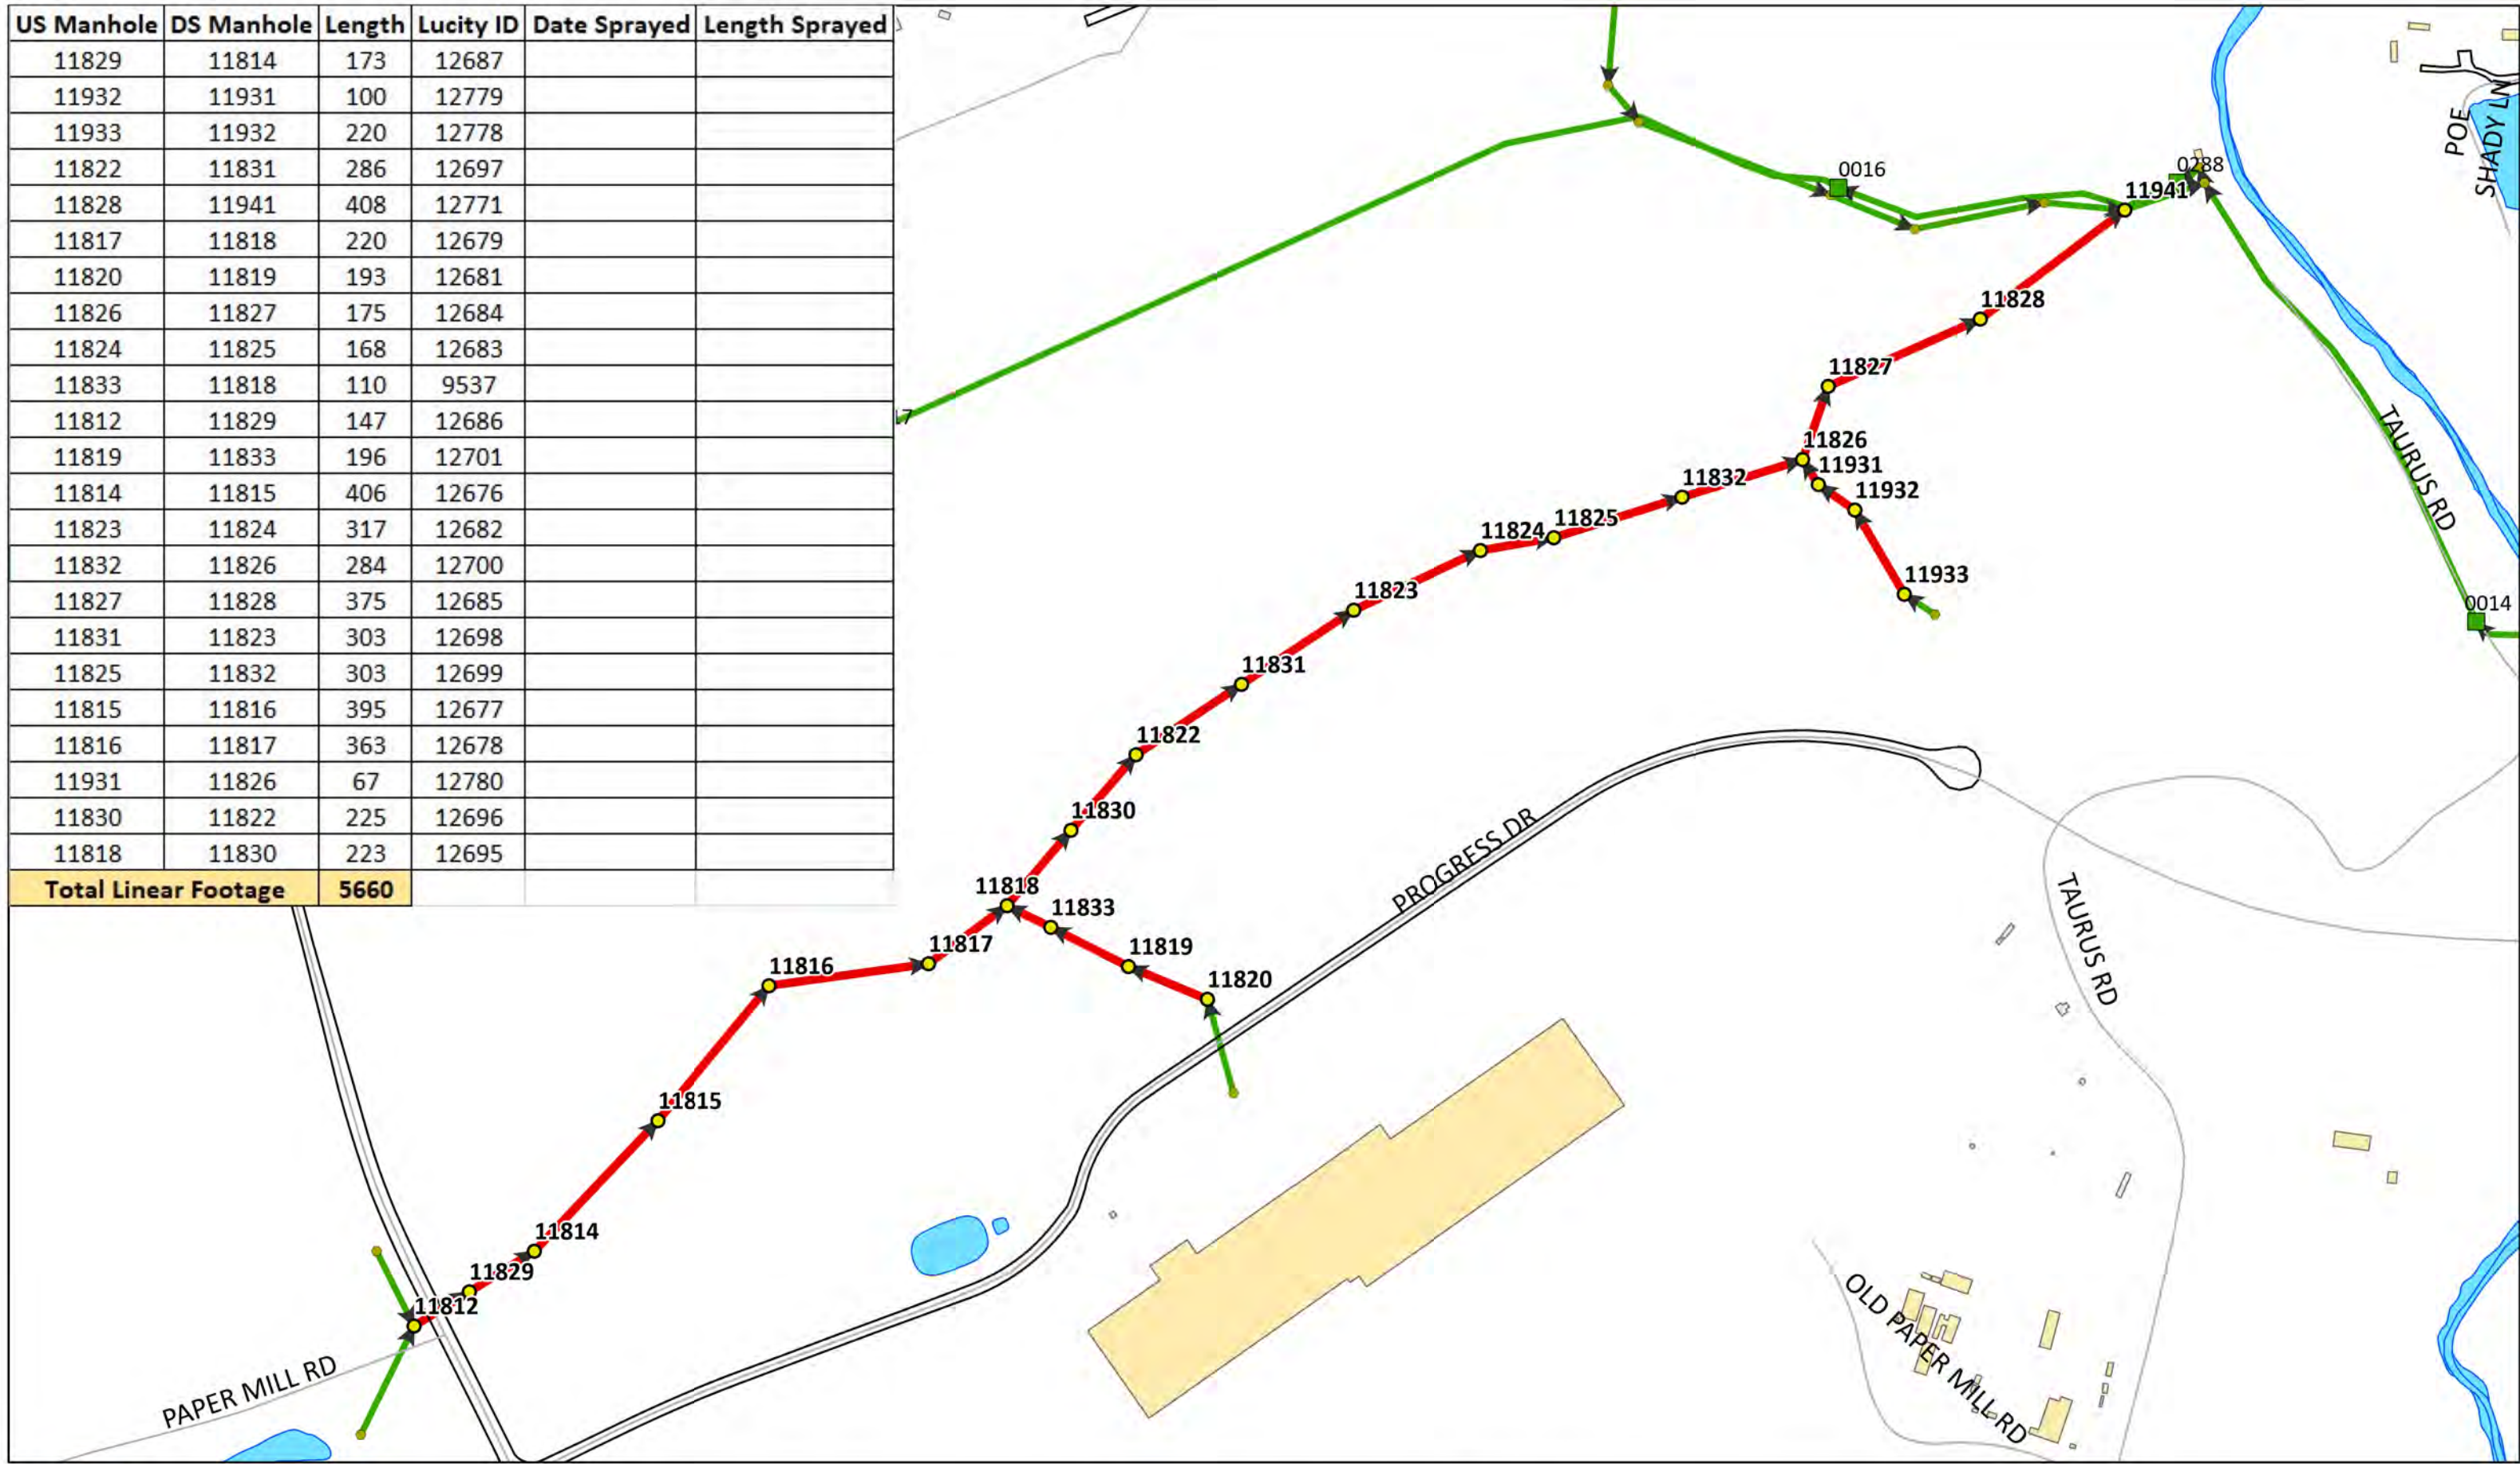 US Manhole DS Manhole Length Lucity ID Date Sprayed Length Sprayed
11829 11814 173 12687
11932 11931 100 12779
11933 11932 220 12778
11822 11831 286 12697
11828 11941 408 12771
11817 11818 220 12679
11820 11819 193 12681
11826 11827 175 12684
11824 11825 168 12683
11833 11818 110 9537
11812 11829 147 12686
11819 11833 196 12701
11814 11815 406 12676
11823 11824 317 12682
11832 11826 284 12700
11827 11828 375 12685
11831 11823 303 12698
11825 11832 303 12699
11815 11816 395 12677
11816 11817 363 12678
11931 11826 67 12780
11830 11822 225 12696
11818 11830 223 12695
Total Linear Footage 5660
POE
SHADY LN
0016
0288
11941
11828
11827
TAURUS RD
11826
11931
11932
11832
11825
11824
11933
11823
0014
11831
11822
11830
PROGRESS DR
11818
11833
11817
11819
11816
11820
TAURUS RD
11815
11814
11829
11812
PAPER MILL RD
OLD PAPER MILL RD